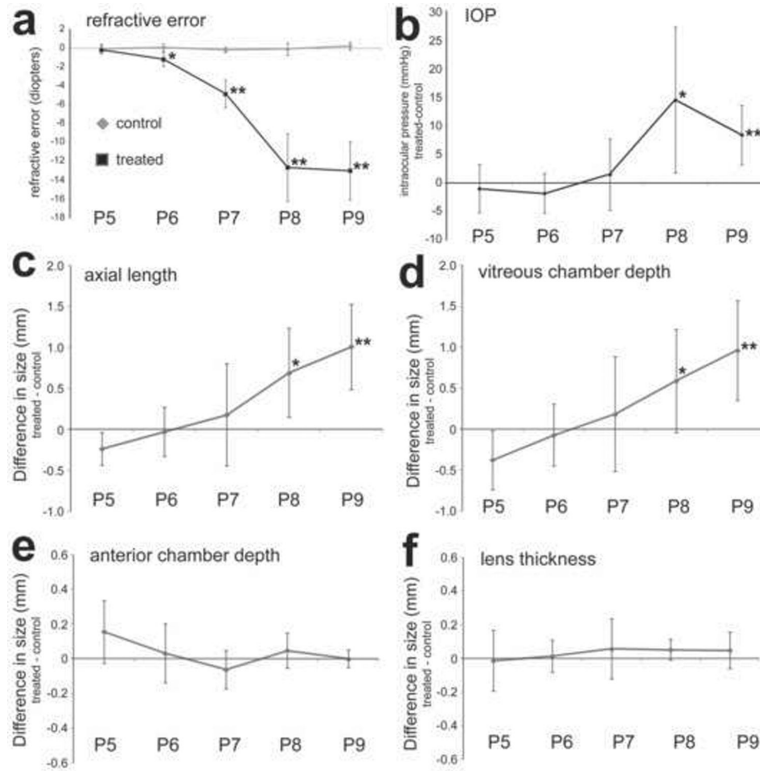 a
refractive error
refractive error (diopters)
2
0
-2
-4
-6
-8
-10
-12
-14
-16
-18
*
**
**
**
control
treated
P5 P6 P7 P8 P9
b
IOP
intraocular pressure (mmHg)
treated-control
30
25
20
15
10
5
0
-5
-10
*
**
P5 P6 P7 P8 P9
c
axial length
Difference in size (mm)
treated - control
2.0
1.5
1.0
0.5
0
-0.5
-1.0
*
**
P5 P6 P7 P8 P9
d
vitreous chamber depth
Difference in size (mm)
treated - control
2.0
1.5
1.0
0.5
0
-0.5
-1.0
*
**
P5 P6 P7 P8 P9
e
anterior chamber depth
Difference in size (mm)
treated - control
0.6
0.4
0.2
0
-0.2
-0.4
-0.6
P5 P6 P7 P8 P9
f
lens thickness
Difference in size (mm)
treated - control
0.6
0.4
0.2
0
-0.2
-0.4
-0.6
P5 P6 P7 P8 P9